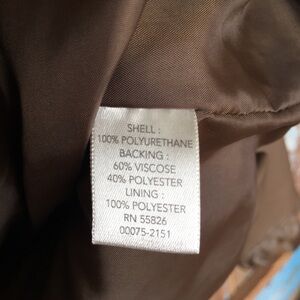 SHELL :
100% POLYURETHANE
BACKING :
60% VISCOSE
40% POLYESTER
LINING :
100% POLYESTER
RN 55826
00075-2151